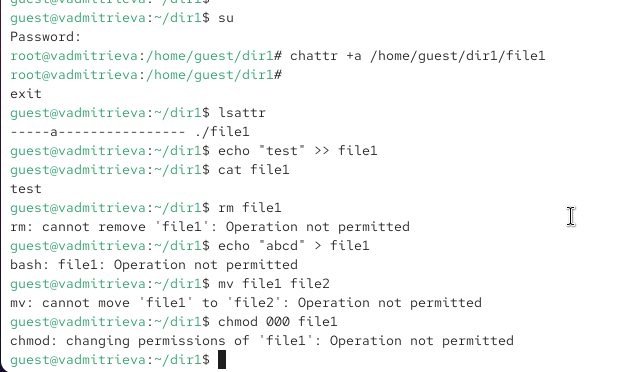 guest@vadmitrieva:~/dir1$ su
Password:
root@vadmitrieva:/home/guest/dir1# chattr +a /home/guest/dir1/file1
root@vadmitrieva:/home/guest/dir1#
exit
guest@vadmitrieva:~/dir1$ lsattr
-----a---------------- ./file1
guest@vadmitrieva:~/dir1$ echo "test" >> file1
guest@vadmitrieva:~/dir1$ cat file1
test
guest@vadmitrieva:~/dir1$ rm file1
rm: cannot remove 'file1': Operation not permitted
guest@vadmitrieva:~/dir1$ echo "abcd" > file1
bash: file1: Operation not permitted
guest@vadmitrieva:~/dir1$ mv file1 file2
mv: cannot move 'file1' to 'file2': Operation not permitted
guest@vadmitrieva:~/dir1$ chmod 000 file1
chmod: changing permissions of 'file1': Operation not permitted
guest@vadmitrieva:~/dir1$